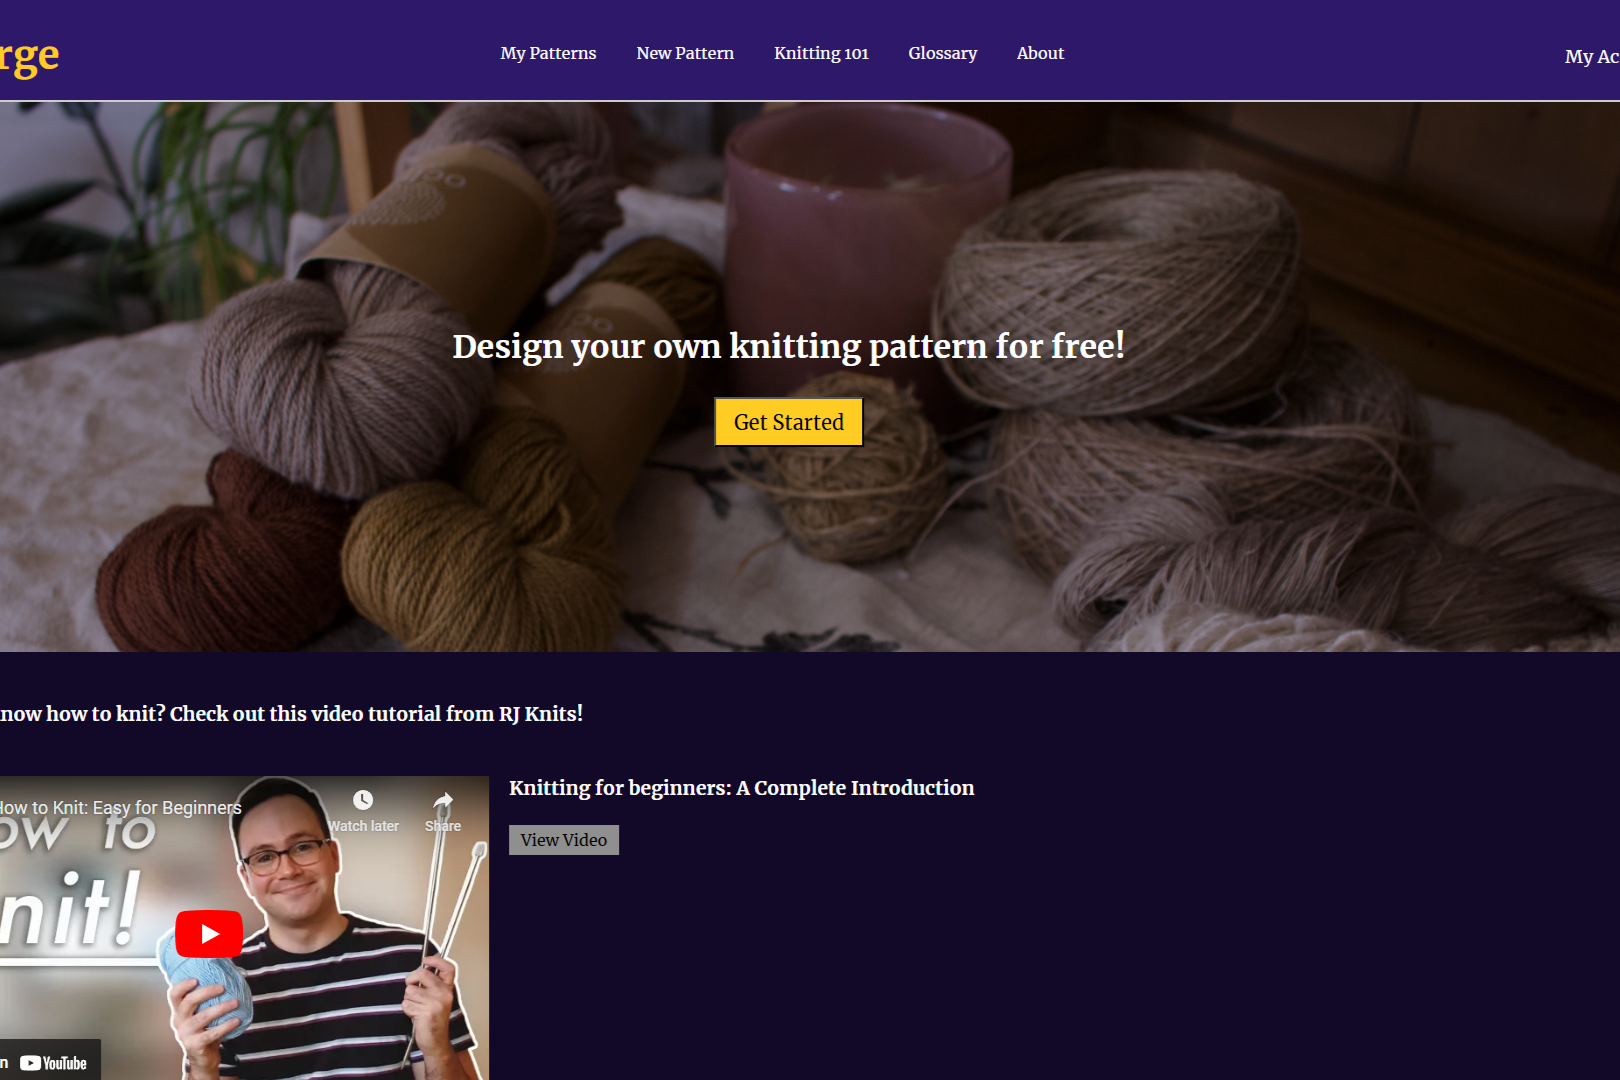 rge
My Patterns New Pattern Knitting 101 Glossary About
My Ac
Design your own knitting pattern for free!
Get Started
now how to knit? Check out this video tutorial from RJ Knits!
How to Knit: Easy for Beginners
Watch later
Share
ow to
nit!
n YouTube
Knitting for beginners: A Complete Introduction
View Video